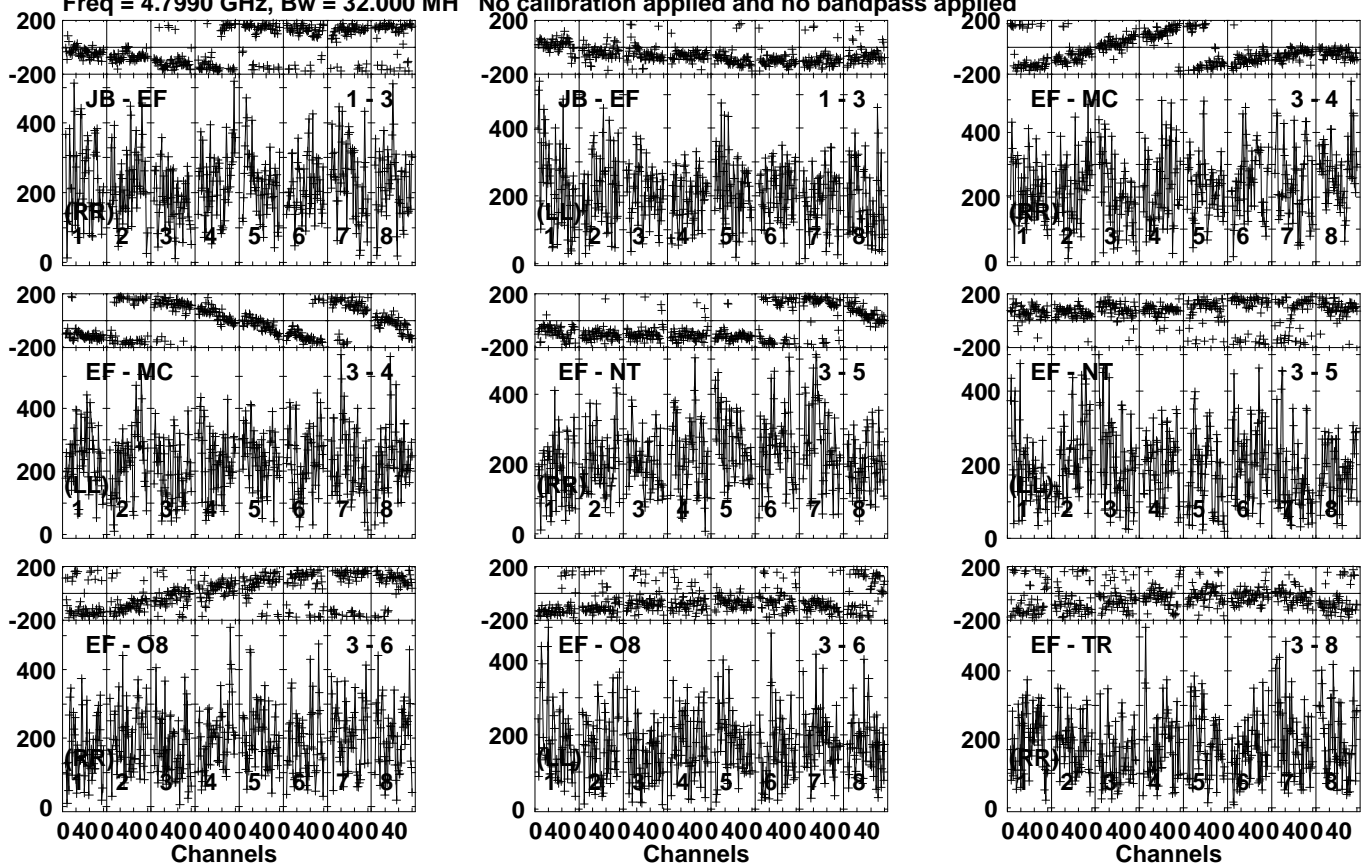 Freq = 4.7990 GHz, Bw = 32.000 MH No calibration applied and no bandpass applied
200
-200
JB - EF 1 - 3
400
200
0
(RR)
1 2 3 4 5 6 7 8
200
-200
JB - EF 1 - 3
400
200
0
(LL)
1 2 3 4 5 6 7 8
200
-200
EF - MC 3 - 4
400
200
0
(RR)
1 2 3 4 5 6 7 8
200
-200
EF - MC 3 - 4
400
200
0
(LL)
1 2 3 4 5 6 7 8
200
-200
EF - NT 3 - 5
400
200
0
(RR)
1 2 3 4 5 6 7 8
200
-200
EF - NT 3 - 5
400
200
0
(LL)
1 2 3 4 5 6 7 8
200
-200
EF - O8 3 - 6
400
200
0
(RR)
1 2 3 4 5 6 7 8
0 40 0 40 0 40 0 40 0 40 0 40 0 40 0 40
Channels
200
-200
EF - O8 3 - 6
400
200
0
(LL)
1 2 3 4 5 6 7 8
0 40 0 40 0 40 0 40 0 40 0 40 0 40 0 40
Channels
200
-200
EF - TR 3 - 8
400
200
0
(RR)
1 2 3 4 5 6 7 8
0 40 0 40 0 40 0 40 0 40 0 40 0 40 0 40
Channels